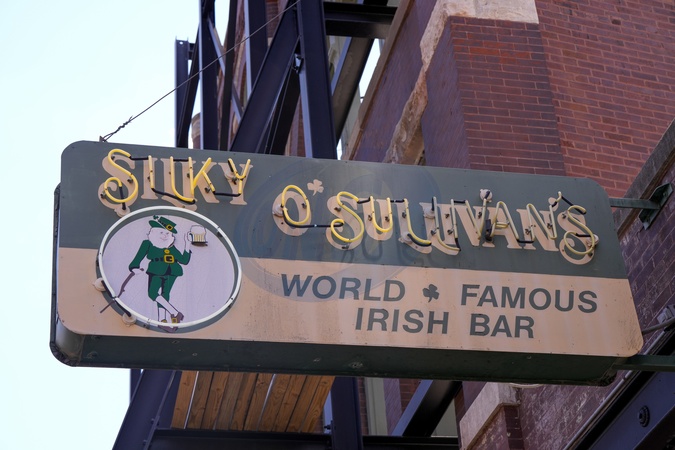 SILKY O'SULLIVAN'S
WORLD FAMOUS
IRISH BAR